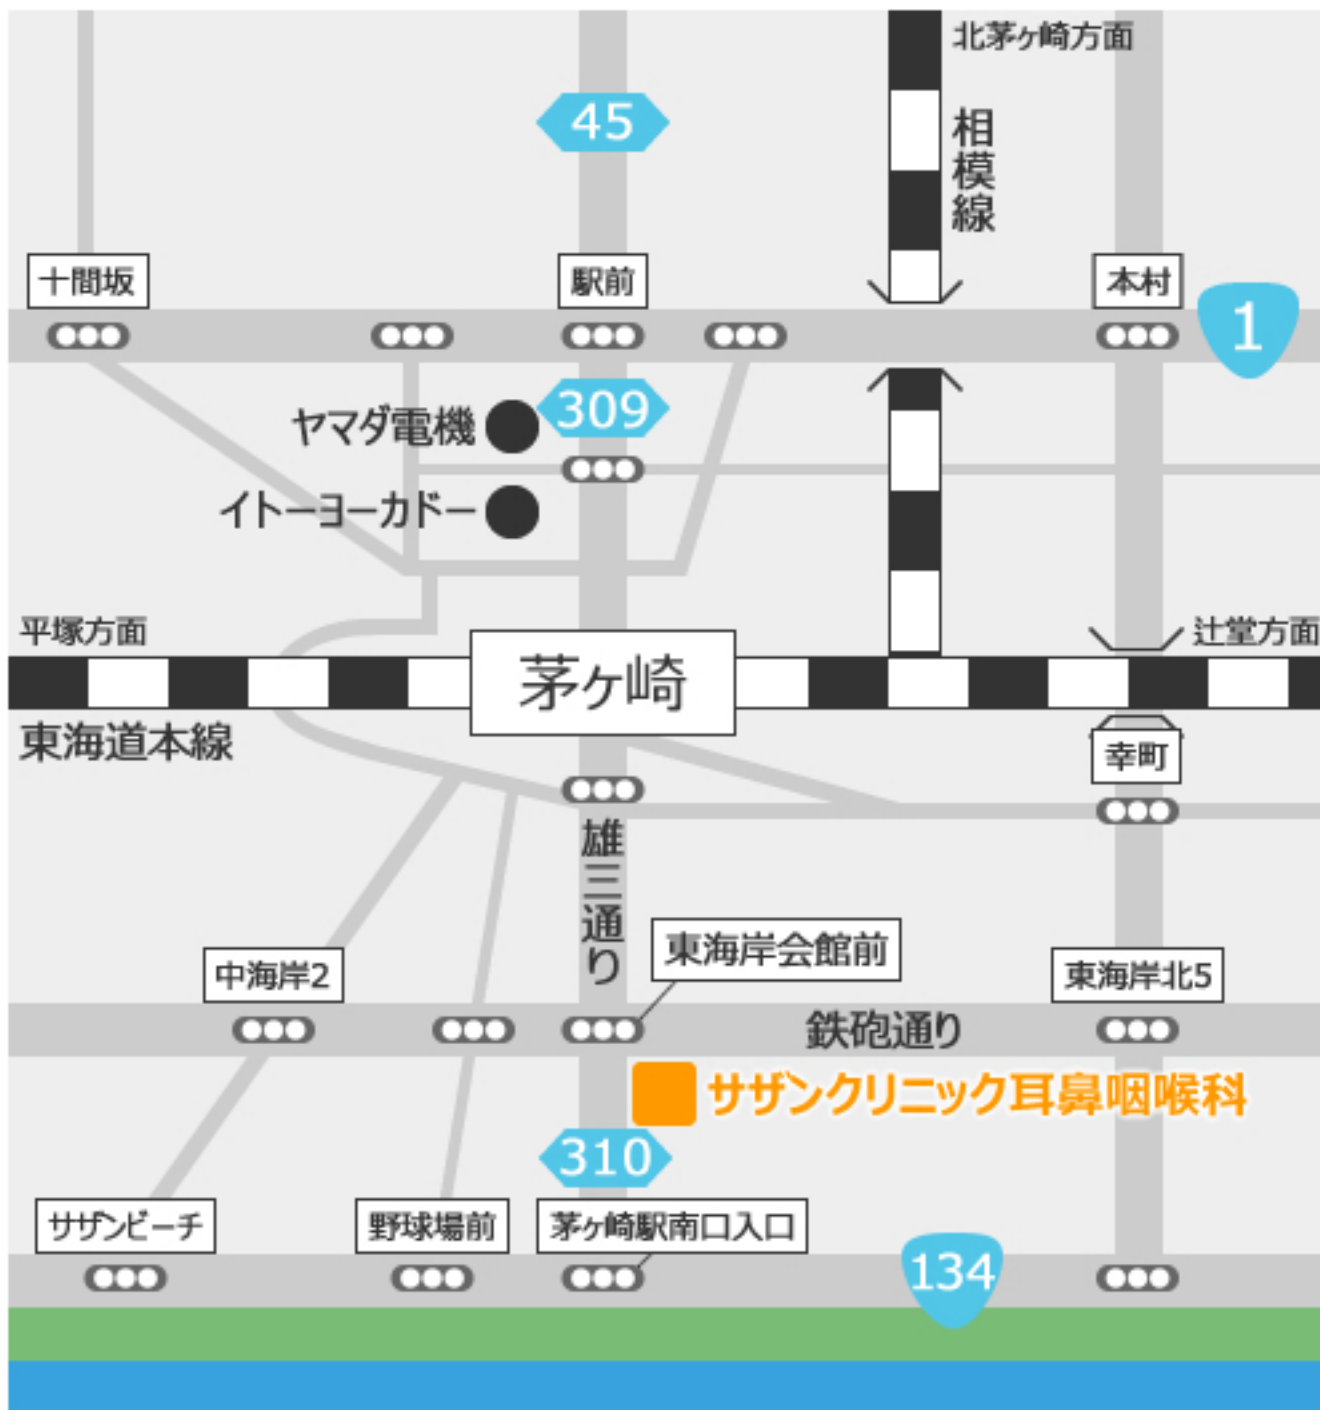 北茅ヶ崎方面
45
相模線
十間坂
駅前
本村
1
309
ヤマダ電機
イトーヨーカドー
平塚方面
辻堂方面
茅ヶ崎
東海道本線
幸町
雄三通り
東海岸会館前
中海岸2
東海岸北5
鉄砲通り
サザンクリニック耳鼻咽喉科
310
サザンビーチ
野球場前
茅ヶ崎駅南口入口
134